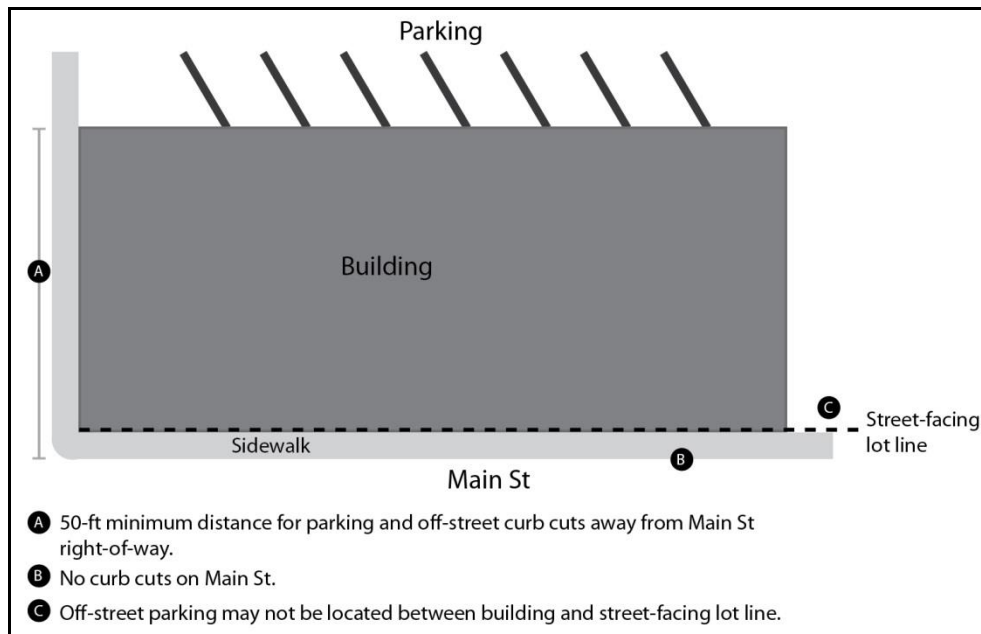 Parking
A
Building
C
Street-facing
lot line
Sidewalk
B
Main St
A 50-ft minimum distance for parking and off-street curb cuts away from Main St
right-of-way.
B No curb cuts on Main St.
C Off-street parking may not be located between building and street-facing lot line.